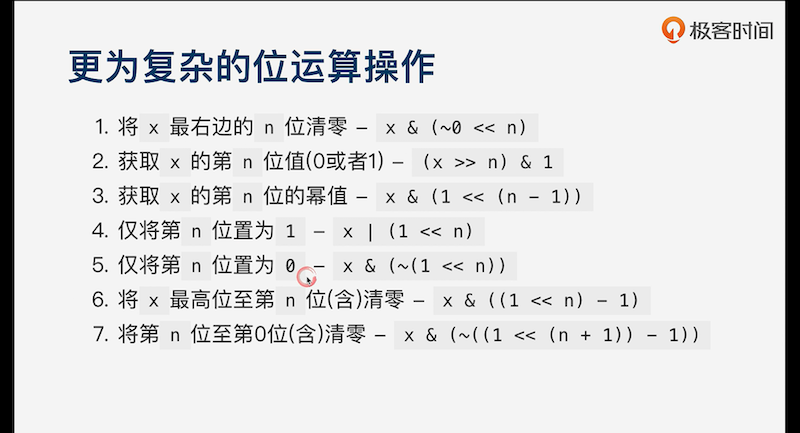 极客时间
更为复杂的位运算操作
1. 将 x 最右边的 n 位清零 – x & (~0 << n)
2. 获取 x 的第 n 位值(0或者1) – (x >> n) & 1
3. 获取 x 的第 n 位的幂值 – x & (1 << (n - 1))
4. 仅将第 n 位置为 1 – x | (1 << n)
5. 仅将第 n 位置为 0 – x & (~(1 << n))
6. 将 x 最高位至第 n 位(含)清零 – x & ((1 << n) - 1)
7. 将第 n 位至第0位(含)清零 – x & (~((1 << (n + 1)) - 1))